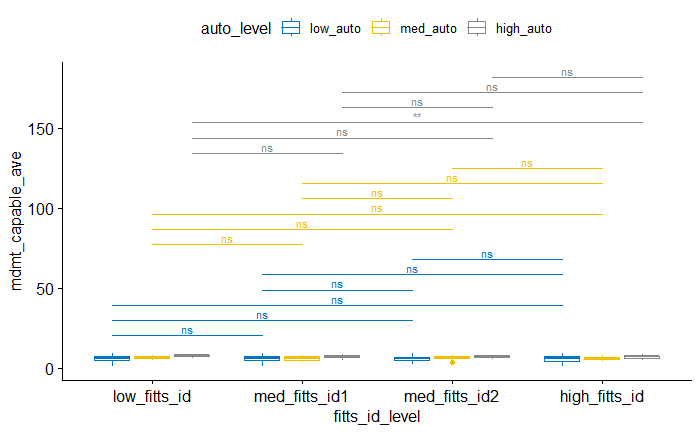 auto_level low_auto med_auto high_auto
ns
ns
ns
**
ns
ns
ns
ns
ns
ns
ns
ns
ns
ns
ns
ns
ns
ns
150
100
50
0
mdmt_capable_ave
low_fitts_id med_fitts_id1 med_fitts_id2 high_fitts_id
fitts_id_level